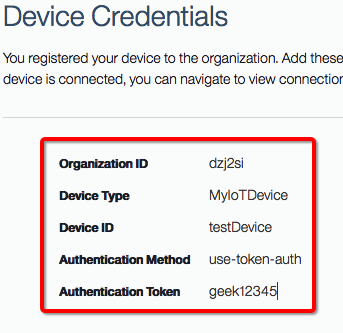 Device Credentials
You registered your device to the organization. Add these
device is connected, you can navigate to view connection
Organization ID dzj2si
Device Type MyIoTDevice
Device ID testDevice
Authentication Method use-token-auth
Authentication Token geek12345